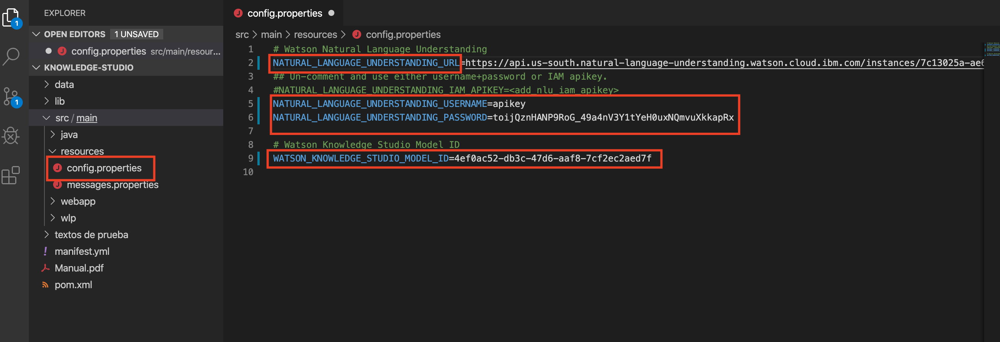 EXPLORER
OPEN EDITORS 1 UNSAVED
config.properties src/main/resour...
KNOWLEDGE-STUDIO
data
lib
src / main
java
resources
config.properties
messages.properties
webapp
wlp
textos de prueba
manifest.yml
Manual.pdf
pom.xml
1
1
config.properties
src > main > resources > config.properties
1 # Watson Natural Language Understanding
2 NATURAL_LANGUAGE_UNDERSTANDING_URL=https://api.us-south.natural-language-understanding.watson.cloud.ibm.com/instances/7c13025a-ae6
3 ## Un-comment and use either username+password or IAM apikey.
4 #NATURAL_LANGUAGE_UNDERSTANDING_IAM_APIKEY=<add_nlu_iam_apikey>
5 NATURAL_LANGUAGE_UNDERSTANDING_USERNAME=apikey
6 NATURAL_LANGUAGE_UNDERSTANDING_PASSWORD=toijQznHANP9RoG_49a4nV3Y1tYeH0uxNQmvuXkkapRx
7
8 # Watson Knowledge Studio Model ID
9 WATSON_KNOWLEDGE_STUDIO_MODEL_ID=4ef0ac52-db3c-47d6-aaf8-7cf2ec2aed7f
10